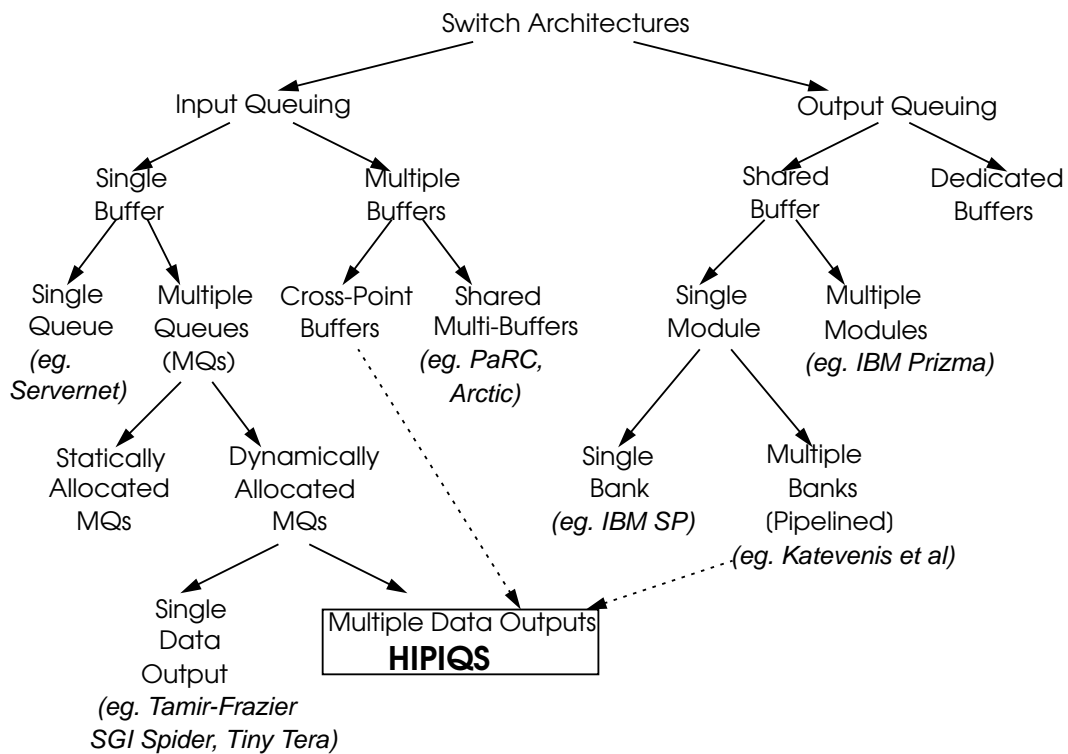 Switch Architectures
Input Queuing
Output Queuing
Single
Buffer
Multiple
Buffers
Shared
Buffer
Dedicated
Buffers
Single
Queue
(eg.
Servernet)
Multiple
Queues
(MQs)
Cross-Point
Buffers
Shared
Multi-Buffers
(eg. PaRC,
Arctic)
Single
Module
Multiple
Modules
(eg. IBM Prizma)
Statically
Allocated
MQs
Dynamically
Allocated
MQs
Single
Bank
(eg. IBM SP)
Multiple
Banks
(Pipelined)
(eg. Katevenis et al)
Single
Data
Output
(eg. Tamir-Frazier
SGI Spider, Tiny Tera)
Multiple Data Outputs
HIPIQS